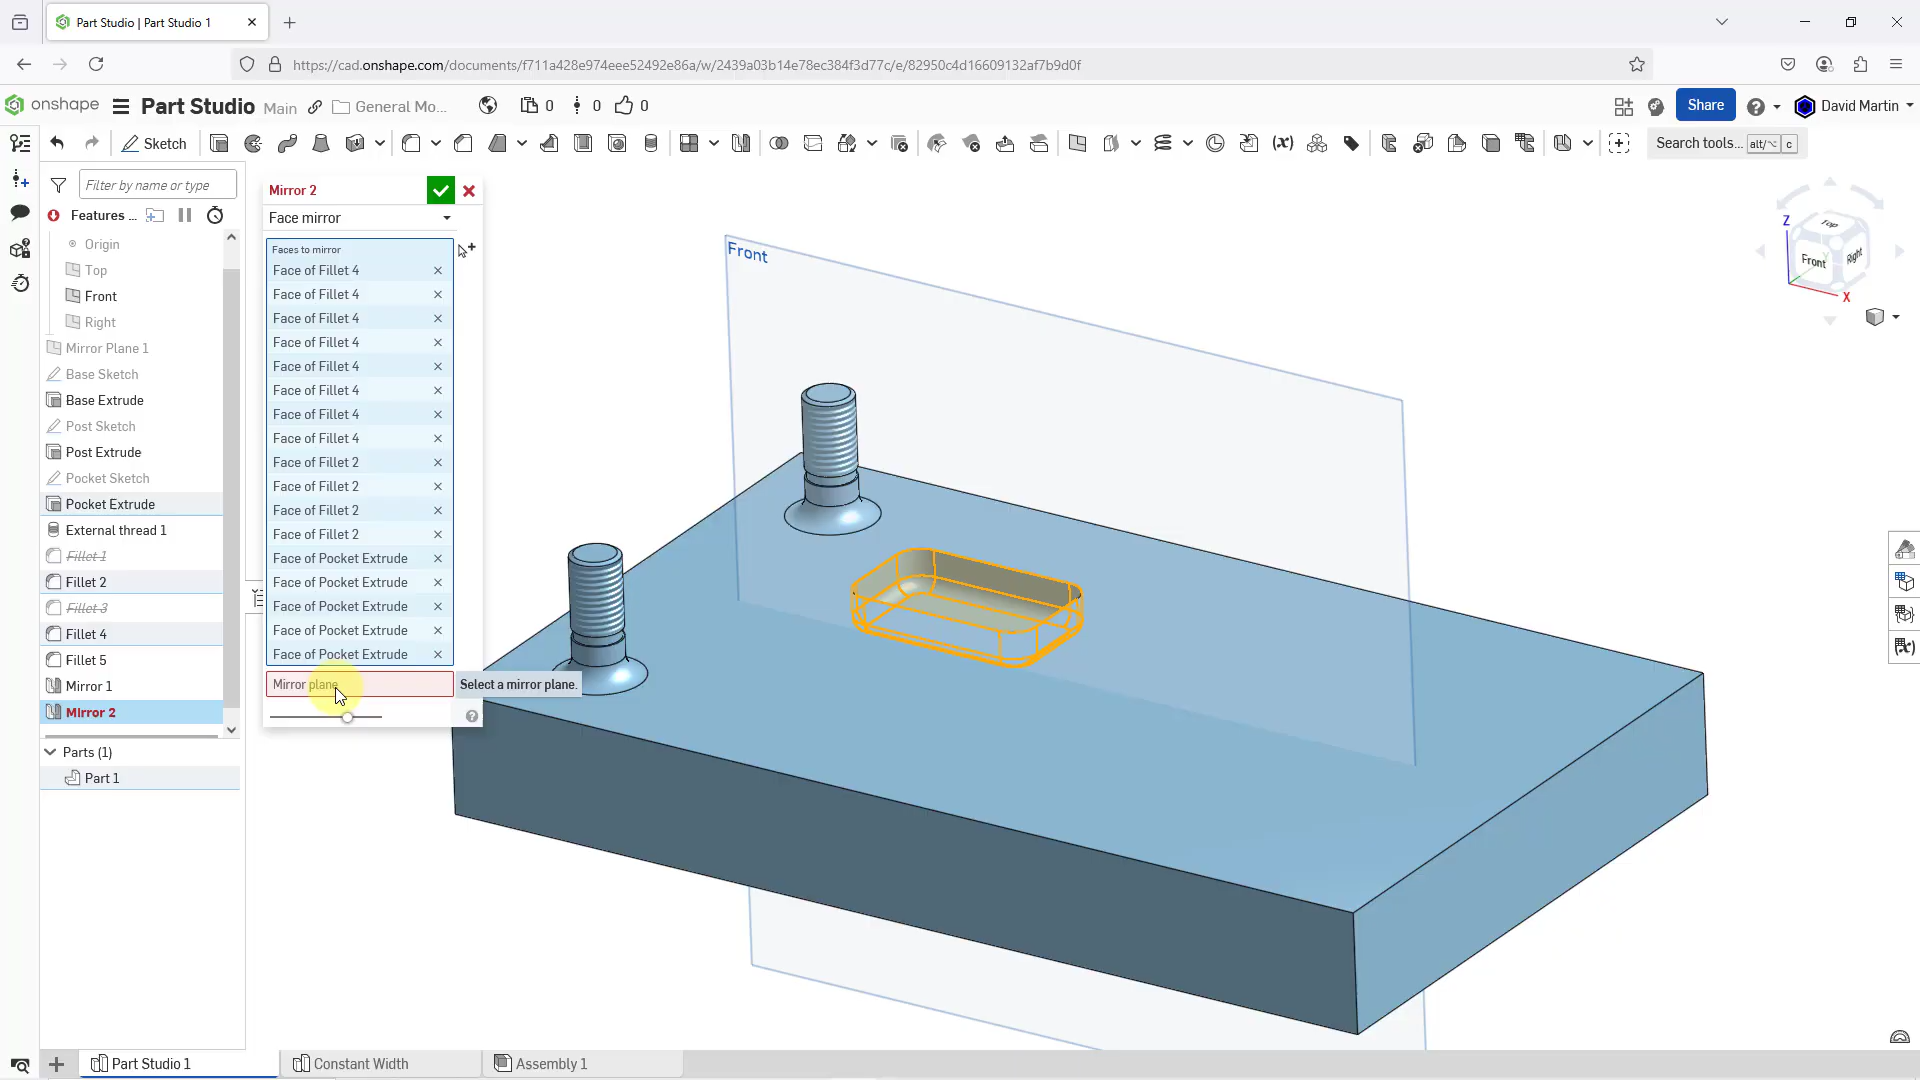 Part Studio | Part Studio 1
https://cad.onshape.com/documents/f711a428e974eee52492e86a/w/2439a03b14e78ec384f3d77c/e/82950c4d16609132af7b9d0f
onshape
Part Studio
Main
General Mo...
0
0
0
Share
David Martin
Sketch
Search tools...
alt/⌥
c
Filter by name or type
Features ...
Origin
Top
Front
Right
Mirror Plane 1
Base Sketch
Base Extrude
Post Sketch
Post Extrude
Pocket Sketch
Pocket Extrude
External thread 1
Fillet 1
Fillet 2
Fillet 3
Fillet 4
Fillet 5
Mirror 1
Mirror 2
Parts (1)
Part 1
Mirror 2
Face mirror
Faces to mirror
Face of Fillet 4
Face of Fillet 4
Face of Fillet 4
Face of Fillet 4
Face of Fillet 4
Face of Fillet 4
Face of Fillet 4
Face of Fillet 4
Face of Fillet 2
Face of Fillet 2
Face of Fillet 2
Face of Fillet 2
Face of Pocket Extrude
Face of Pocket Extrude
Face of Pocket Extrude
Face of Pocket Extrude
Face of Pocket Extrude
Mirror plane
Select a mirror plane.
Front
Z
Top
Front
Right
X
Part Studio 1
Constant Width
Assembly 1